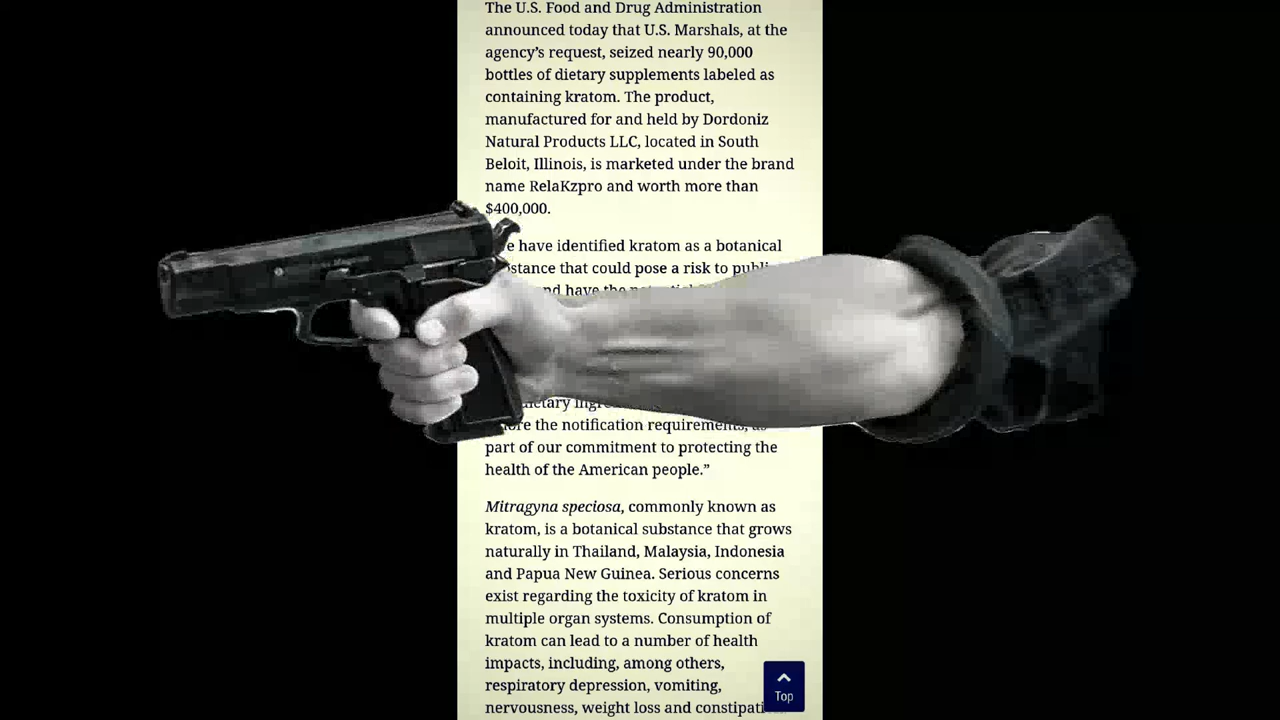 The U.S. Food and Drug Administration
announced today that U.S. Marshals, at the
agency's request, seized nearly 90,000
bottles of dietary supplements labeled as
containing kratom. The product,
manufactured for and held by Dordoniz
Natural Products LLC, located in South
Beloit, Illinois, is marketed under the brand
name RelaKzpro and worth more than
$400,000.
have identified kratom as a botanical
that could pose a risk to
have the
the notification requirements,
part of our commitment to protecting the
health of the American people.”
Mitragyna speciosa, commonly known as
kratom, is a botanical substance that grows
naturally in Thailand, Malaysia, Indonesia
and Papua New Guinea. Serious concerns
exist regarding the toxicity of kratom in
multiple organ systems. Consumption of
kratom can lead to a number of health
impacts, including, among others,
respiratory depression, vomiting,
nervousness, weight loss and
Top